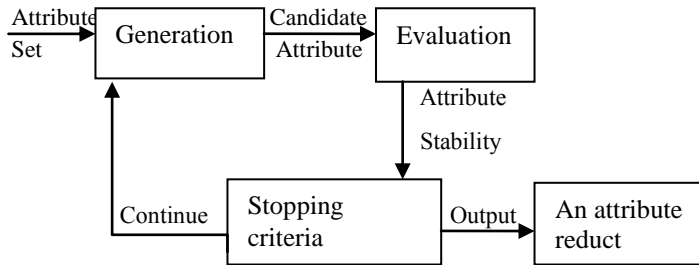 Attribute
Set
Generation
Candidate
Attribute
Evaluation
Attribute
Stability
Continue
Stopping
criteria
Output
An attribute
reduct